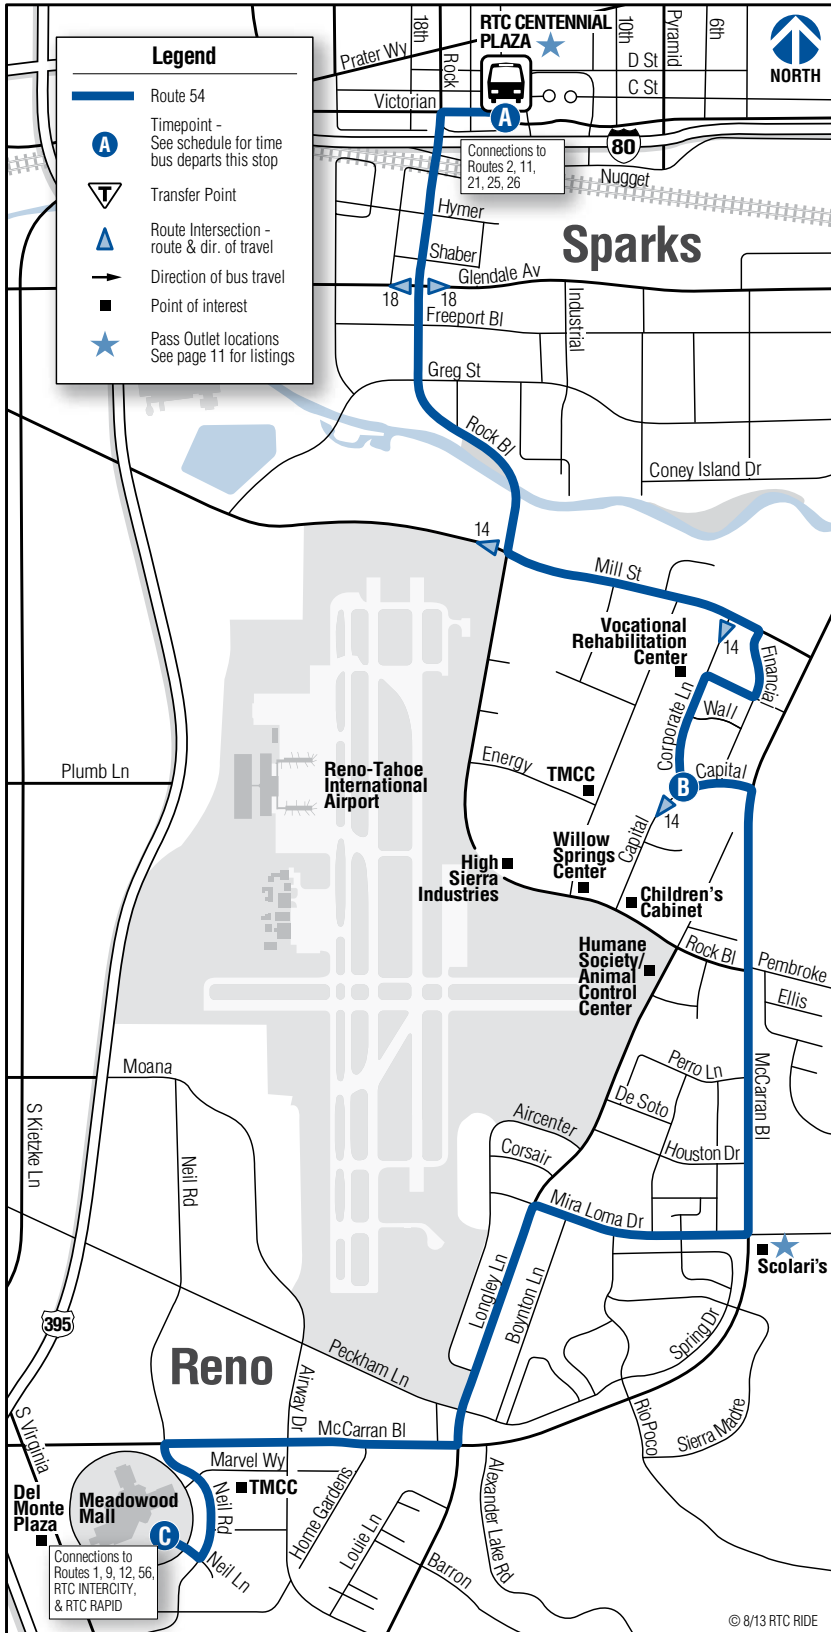 RTC CENTENNIAL
PLAZA
18th
Rock
10th
Pyramid
6th
NORTH
Prater Wy
D St
C St
Victorian
A
80
Nugget
Connections to
Routes 2, 11,
21, 25, 26
Legend
Route 54
A
Timepoint -
See schedule for time
bus departs this stop
T
Transfer Point
Route Intersection -
route & dir. of travel
Direction of bus travel
Point of interest
Pass Outlet locations
See page 11 for listings
Hymer
Shaber
Sparks
Glendale Av
18
18
Freeport Bl
Industrial
Greg St
Rock Bl
Coney Island Dr
14
Mill St
Vocational
Rehabilitation
Center
14
Financial
Corporate Ln
Wall
Capital
B
14
Energy
TMCC
Plumb Ln
Reno-Tahoe
International
Airport
Capital
Willow
Springs
Center
High
Sierra
Industries
Children's
Cabinet
Rock Bl
Humane
Society/
Animal
Control
Center
Pembroke
Ellis
McCarran Bl
Perro Ln
De Soto
Houston Dr
Moana
Aircenter
Corsair
S Kietzke Ln
Neil Rd
Mira Loma Dr
Scolari's
Longley Ln
Boynton Ln
Spring Dr
395
Reno
Peckham Ln
Airway Dr
Rio Poco
Sierra Madre
S Virginia
McCarran Bl
Marvel Wy
TMCC
Neil Rd
Del
Monte
Plaza
Meadowood
Mall
C
Neil Ln
Home Gardens
Louie Ln
Barron
Alexander Lake Rd
Connections to
Routes 1, 9, 12, 56,
RTC INTERCITY,
& RTC RAPID
© 8/13 RTC RIDE